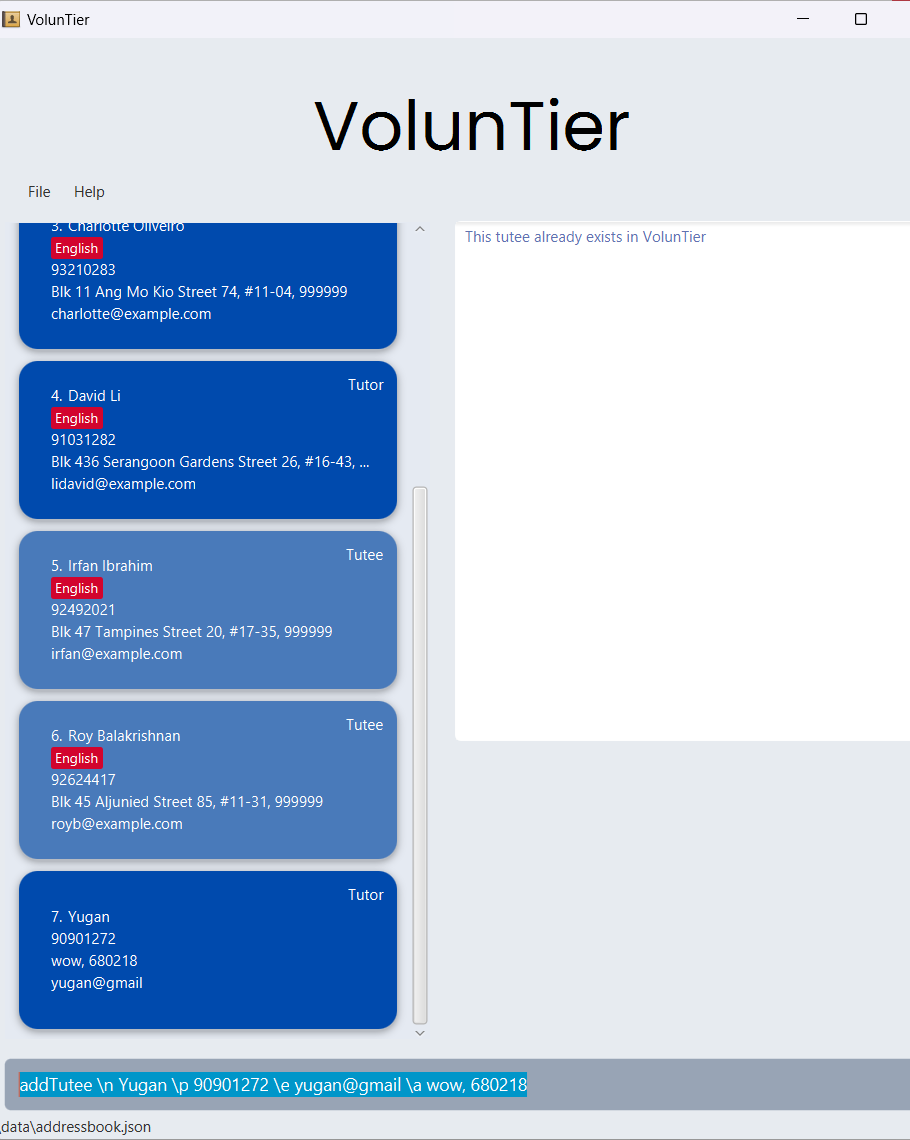 VolunTier
VolunTier
File Help
3. Charlotte Oliveiro
English
93210283
Blk 11 Ang Mo Kio Street 74, #11-04, 999999
charlotte@example.com
Tutor
4. David Li
English
91031282
Blk 436 Serangoon Gardens Street 26, #16-43, ...
lidavid@example.com
Tutee
5. Irfan Ibrahim
English
92492021
Blk 47 Tampines Street 20, #17-35, 999999
irfan@example.com
Tutee
6. Roy Balakrishnan
English
92624417
Blk 45 Aljunied Street 85, #11-31, 999999
royb@example.com
Tutor
7. Yugan
90901272
wow, 680218
yugan@gmail
This tutee already exists in VolunTier
addTutee \n Yugan \p 90901272 \e yugan@gmail \a wow, 680218
data\addressbook.json